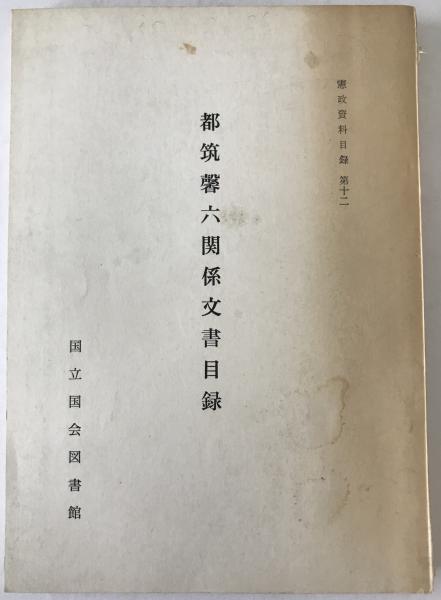 憲政資料目録 第十二
都筑馨六関係文書目録
国立国会図書館